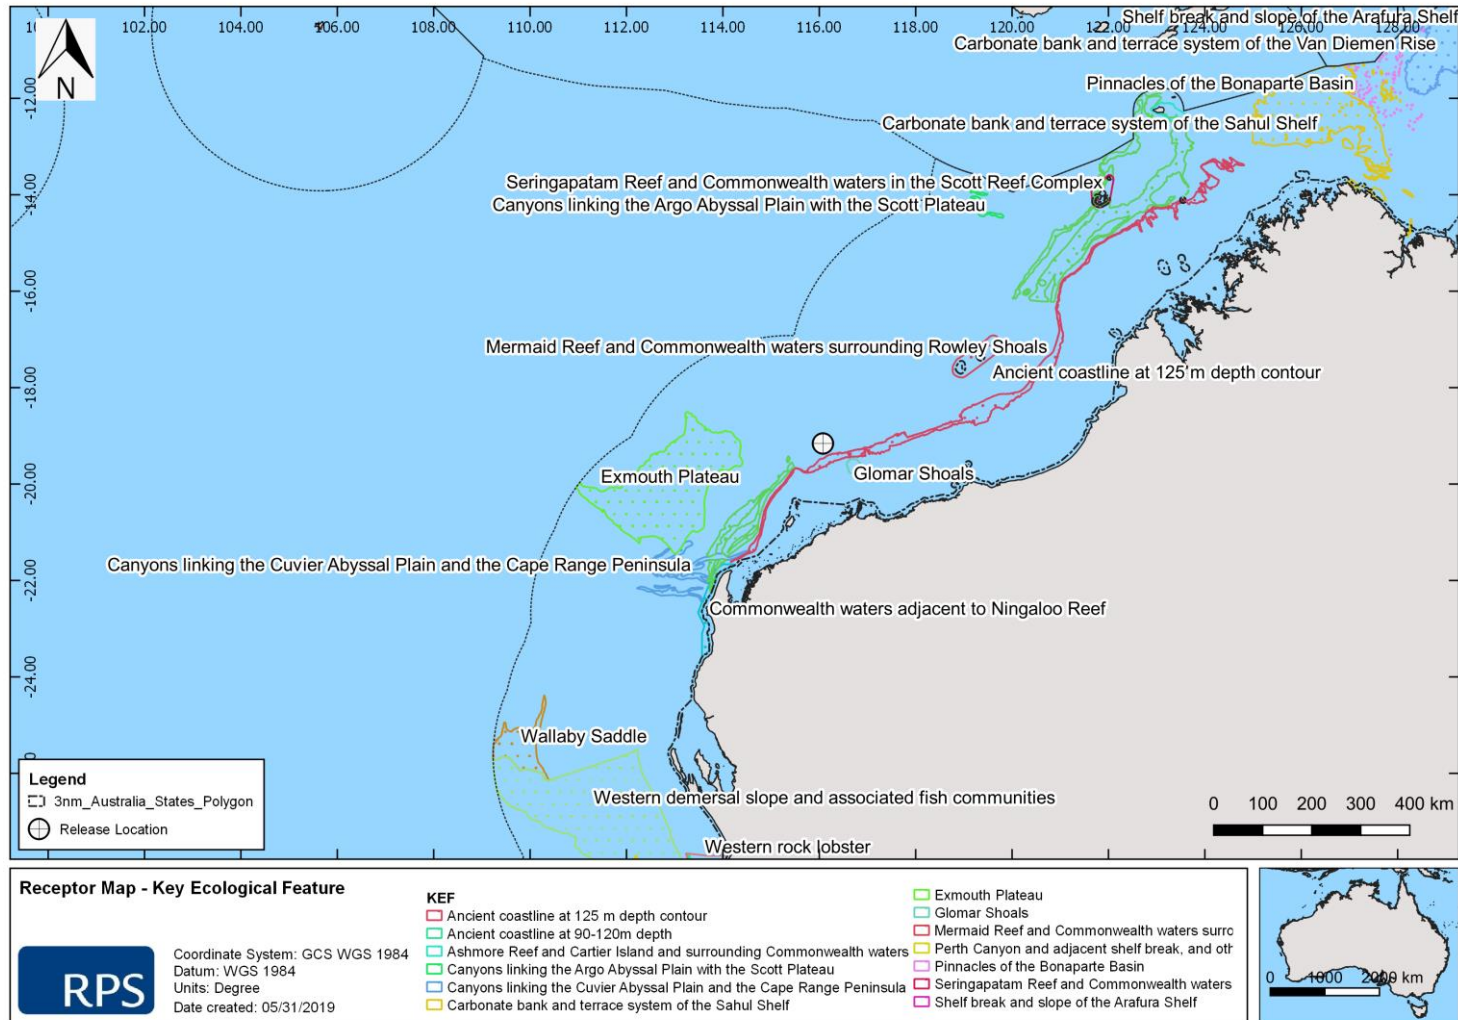 102.00 104.00 106.00 108.00 110.00 112.00 114.00 116.00 118.00 120.00 122.00 124.00 126.00 128.00
Shelf break and slope of the Arafura Shelf
Carbonate bank and terrace system of the Van Diemen Rise
N
Pinnacles of the Bonaparte Basin
-12.00
Carbonate bank and terrace system of the Sahul Shelf
Seringapatam Reef and Commonwealth waters in the Scott Reef Complex
-14.00
Canyons linking the Argo Abyssal Plain with the Scott Plateau
-16.00
Mermaid Reef and Commonwealth waters surrounding Rowley Shoals
Ancient coastline at 125 m depth contour
-18.00
Exmouth Plateau
Glomar Shoals
-20.00
Canyons linking the Cuvier Abyssal Plain and the Cape Range Peninsula
-22.00
Commonwealth waters adjacent to Ningaloo Reef
-24.00
Wallaby Saddle
Western demersal slope and associated fish communities
Western rock lobster
Legend
3nm_Australia_States_Polygon
Release Location
0 100 200 300 400 km
Receptor Map - Key Ecological Feature
RPS
Coordinate System: GCS WGS 1984
Datum: WGS 1984
Units: Degree
Date created: 05/31/2019
KEF
Ancient coastline at 125 m depth contour
Ancient coastline at 90-120m depth
Ashmore Reef and Cartier Island and surrounding Commonwealth waters
Canyons linking the Argo Abyssal Plain with the Scott Plateau
Canyons linking the Cuvier Abyssal Plain and the Cape Range Peninsula
Carbonate bank and terrace system of the Sahul Shelf
Exmouth Plateau
Glomar Shoals
Mermaid Reef and Commonwealth waters surrc
Perth Canyon and adjacent shelf break, and oth
Pinnacles of the Bonaparte Basin
Seringapatam Reef and Commonwealth waters
Shelf break and slope of the Arafura Shelf
0 1000 2000 km